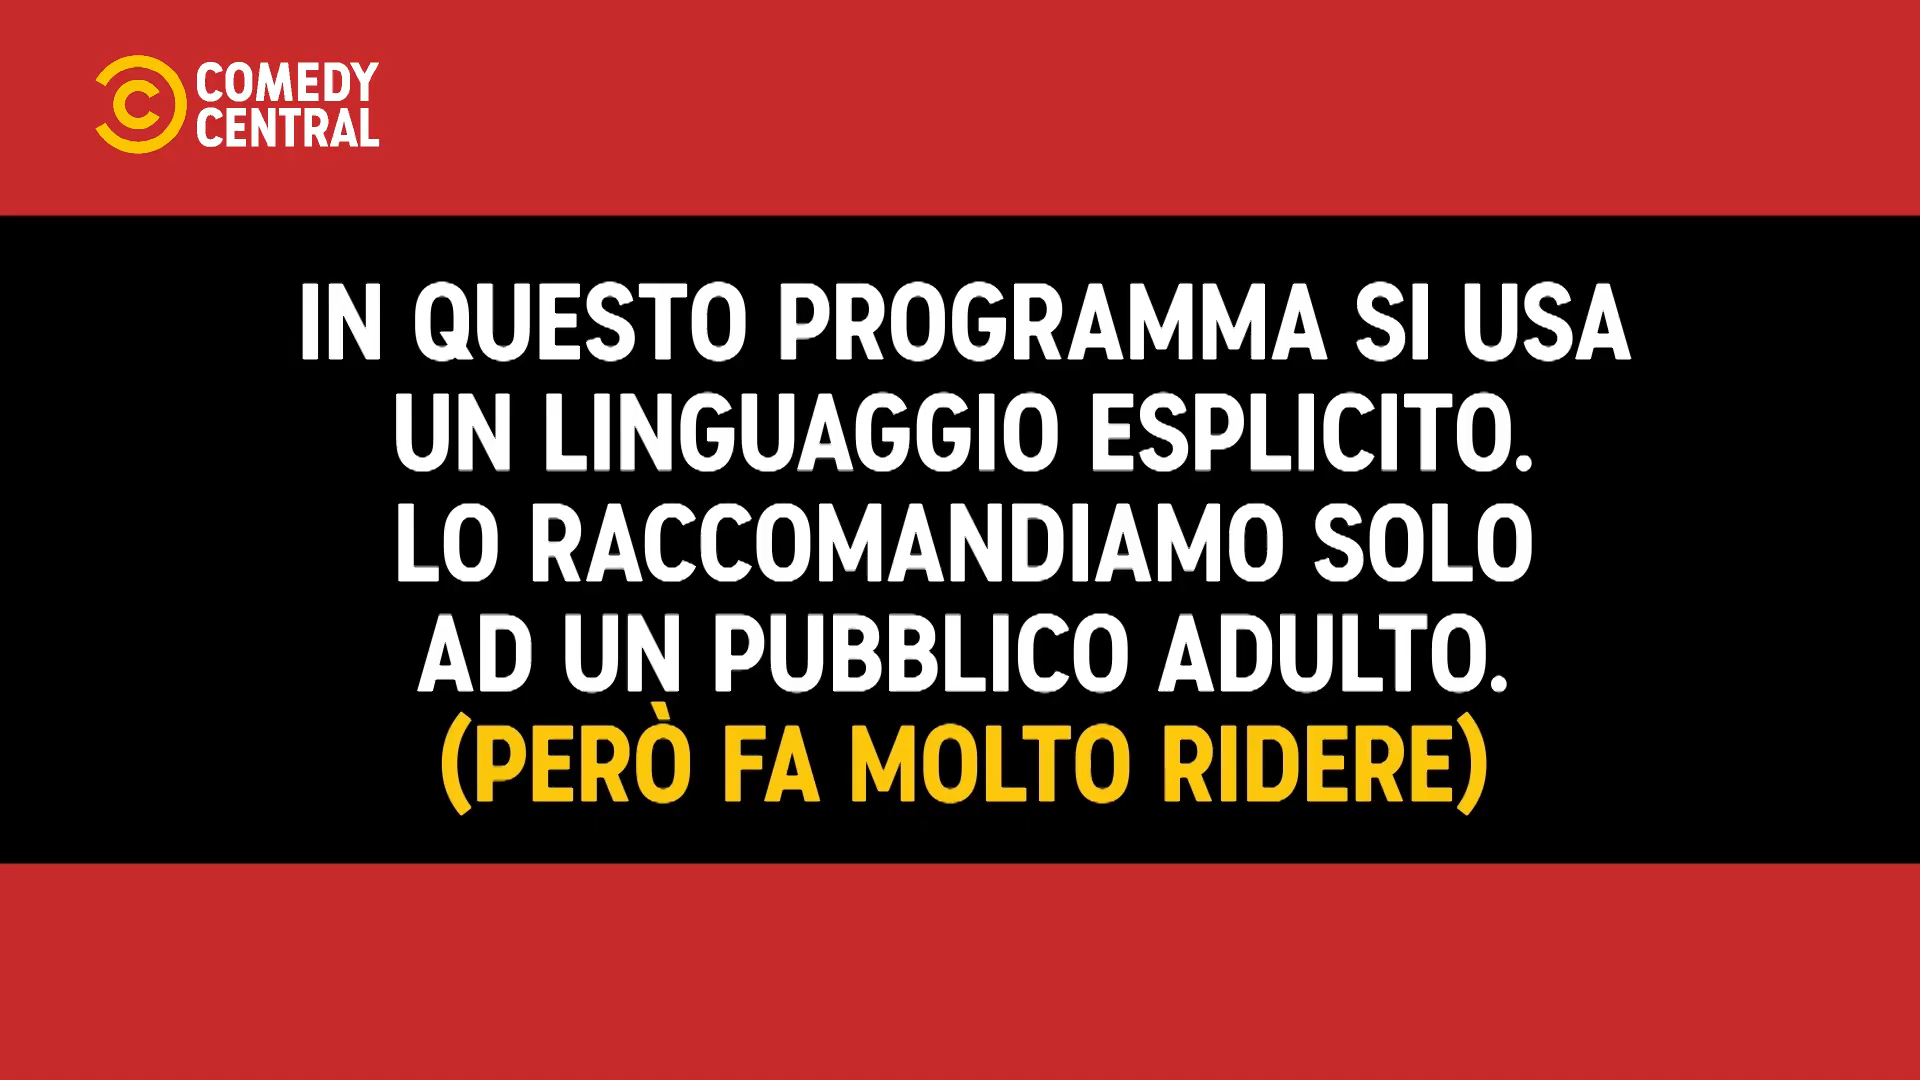 COMEDY
CENTRAL
IN QUESTO PROGRAMMA SI USA
UN LINGUAGGIO ESPLICITO.
LO RACCOMANDIAMO SOLO
AD UN PUBBLICO ADULTO.
(PERÒ FA MOLTO RIDERE)